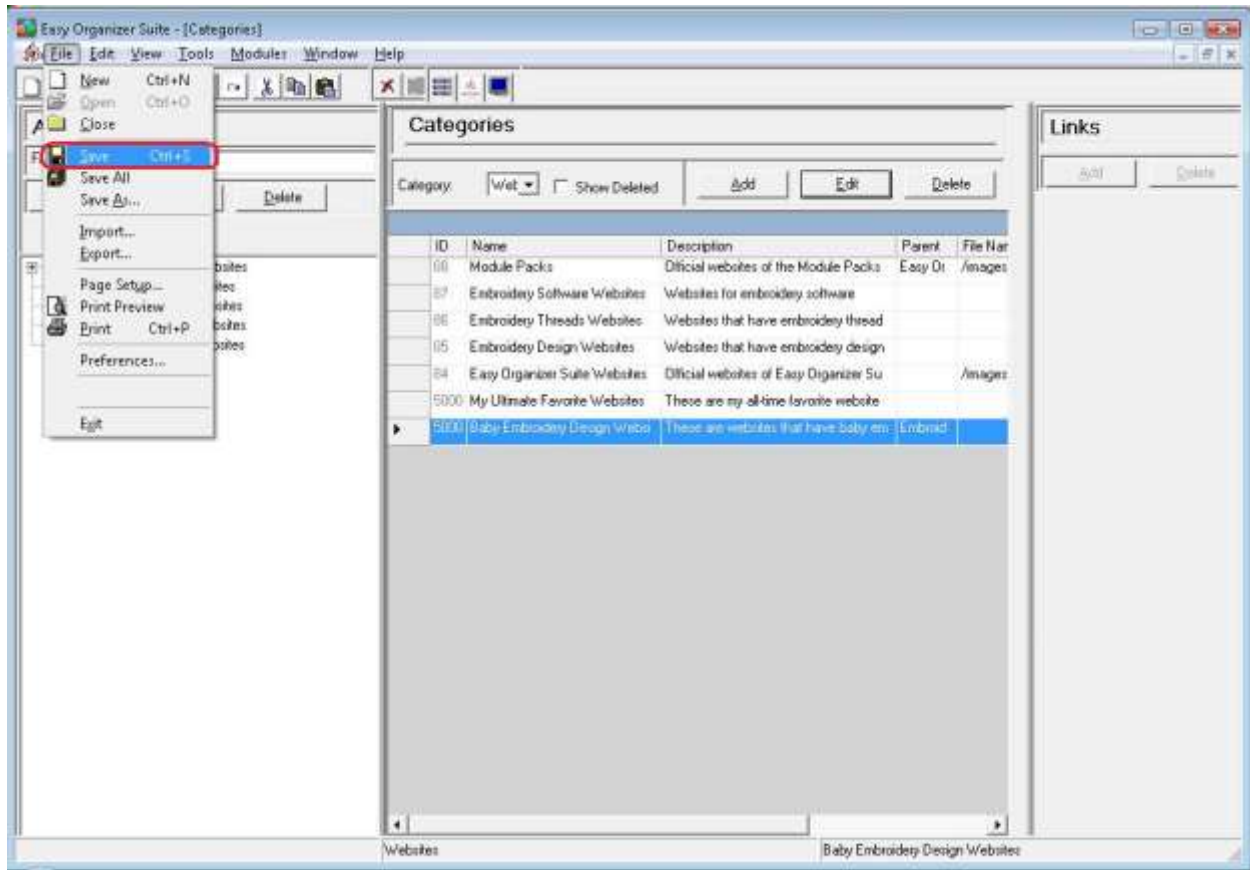 Easy Organizer Suite - [Categories]
File Edit View Tools Modules Window Help
New Ctrl+N
Open Ctrl+O
Close
Save Ctrl+S
Save All
Save As...
Import...
Export...
Page Setup...
Print Preview
Print Ctrl+P
Preferences...
Exit
Delete
Categories
Category: Wet Show Deleted Add Edit Delete
ID Name Description Parent File Nar
Module Packs Official websites of the Module Packs Easy Or /images
Embroidery Software Websites Websites for embroidery software
Embroidery Threads Websites Websites that have embroidery thread
Embroidery Design Websites Websites that have embroidery design
Easy Organizer Suite Websites Official websites of Easy Organizer Su /images
5000 My Ultimate Favorite Websites These are my all-time favorite website
5000 Baby Embroidery Design Websi These are websites that have baby em Embroid
Links
Add Delete
Websites
Baby Embroidery Design Websites